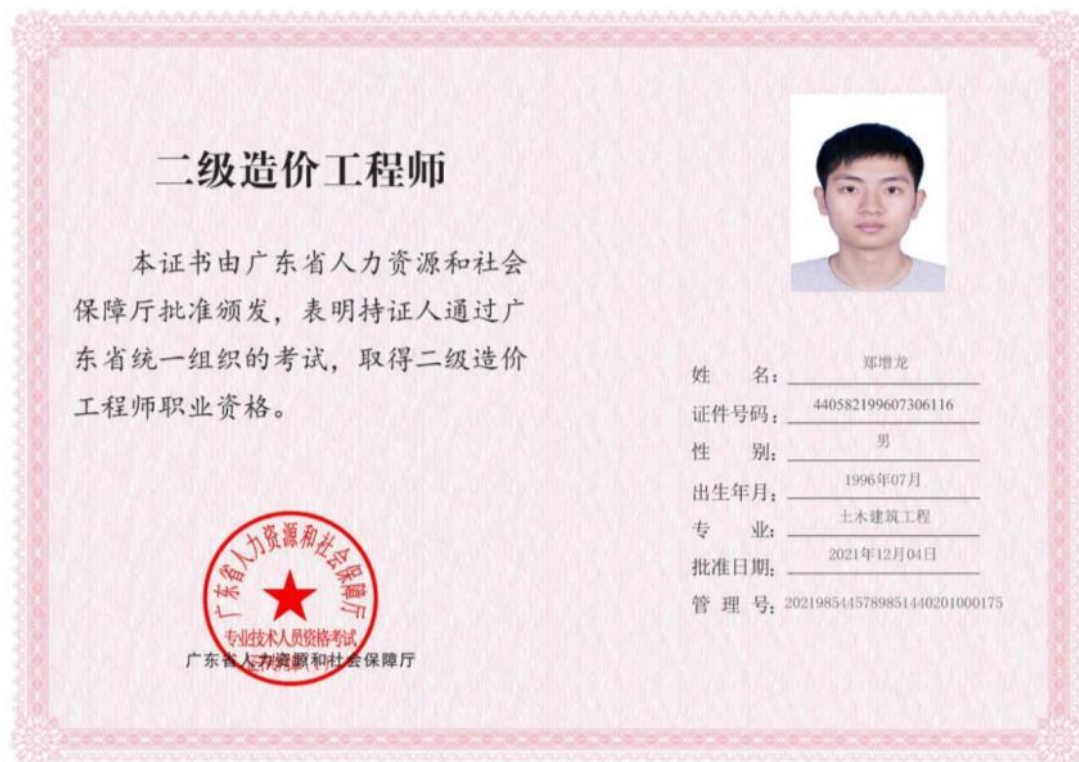 二级造价工程师
本证书由广东省人力资源和社会
保障厅批准颁发，表明持证人通过广
东省统一组织的考试，取得二级造价
工程师职业资格。
广东省人力资源和社会保障厅
专业技术人员资格考试
广东省人力资源和社会保障厅
姓 名：郑增龙
证件号码：440582199607306116
性 别：男
出生年月：1996年07月
专 业：土木建筑工程
批准日期：2021年12月04日
管 理 号：2021985445789851440201000175